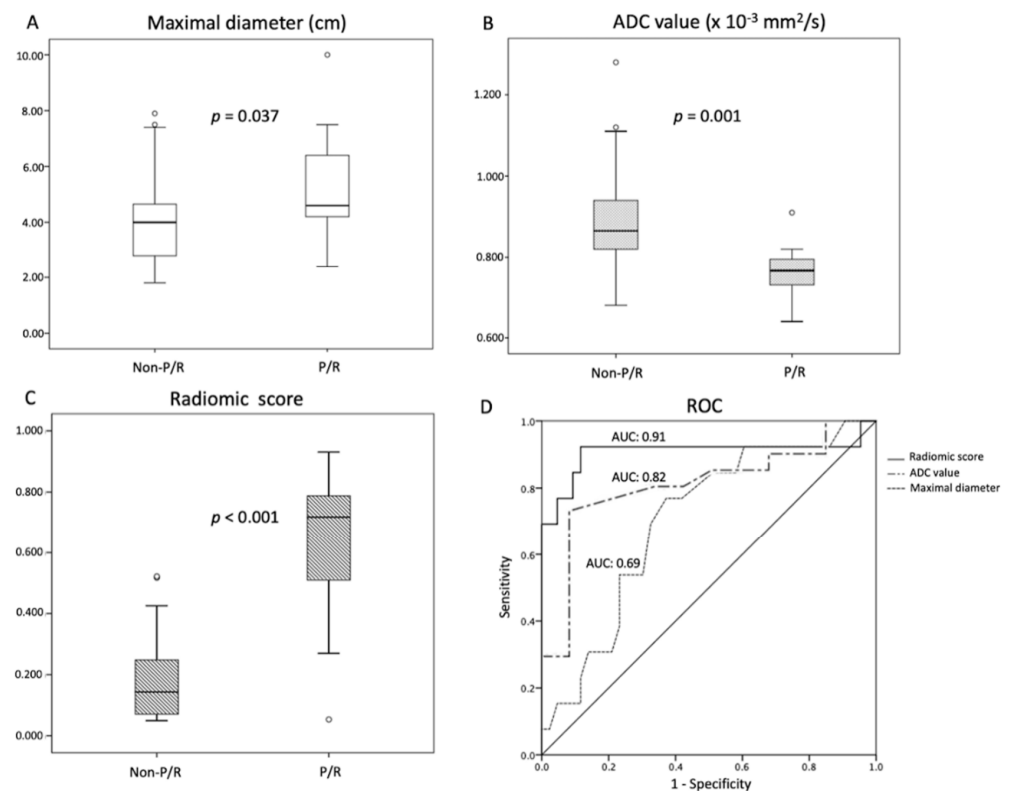 A
Maximal diameter (cm)
10.00
8.00
6.00
4.00
2.00
0.00
p = 0.037
Non-P/R
P/R
B
ADC value (x 10-3 mm2/s)
1.200
1.000
0.800
0.600
p = 0.001
Non-P/R
P/R
C
Radiomic score
1.000
0.800
0.600
0.400
0.200
0.000
p < 0.001
Non-P/R
P/R
D
ROC
1.0
0.8
0.6
0.4
0.2
0.0
Sensitivity
AUC: 0.91
AUC: 0.82
AUC: 0.69
0.0
0.2
0.4
0.6
0.8
1.0
1 - Specificity
Radiomic score
ADC value
Maximal diameter